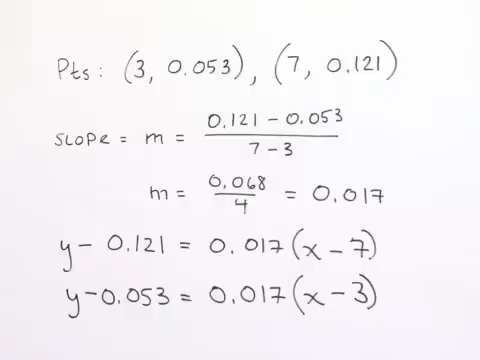 Pts: (3, 0.053), (7, 0.121)
SLOPE = m = (0.121 - 0.053) / (7 - 3)
m = 0.068 / 4 = 0.017
y - 0.121 = 0.017(x - 7)
y - 0.053 = 0.017(x - 3)